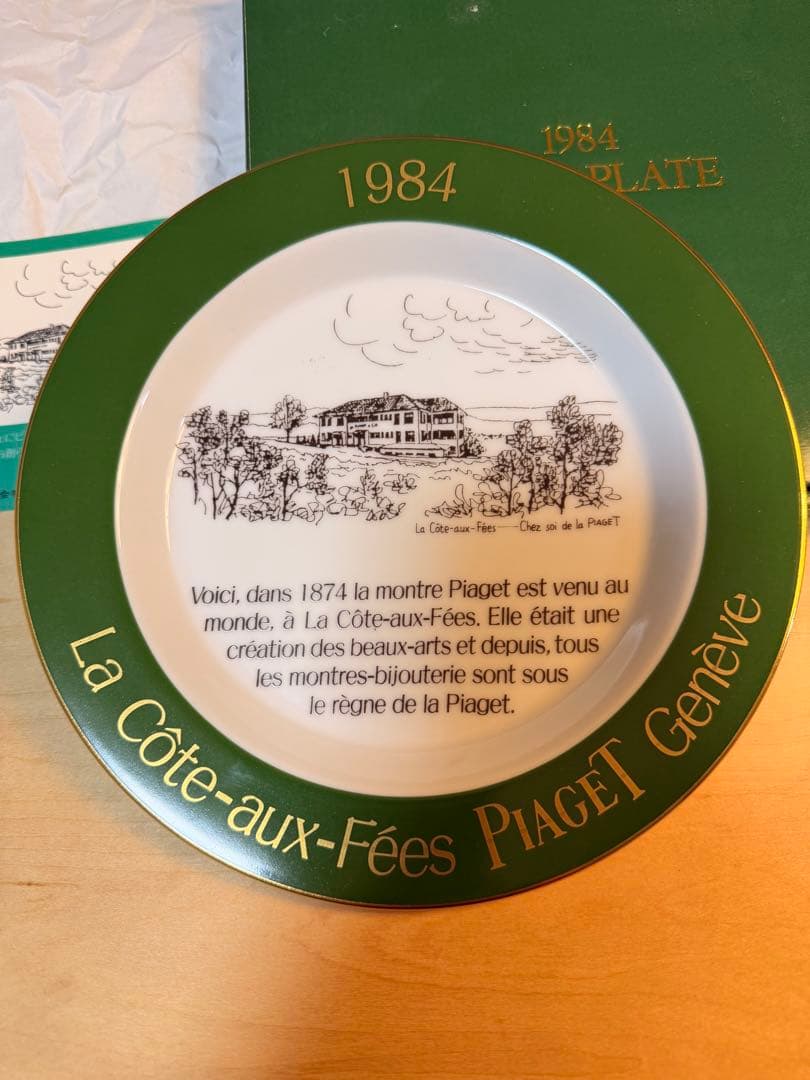 1984
PLATE
1984
La Côte-aux-Fées Chez soi de la PIAGET
Voici, dans 1874 la montre Piaget est venu au
monde, à La Côte-aux-Fées. Elle était une
création des beaux-arts et depuis, tous
les montres-bijouterie sont sous
le règne de la Piaget.
La Côte-aux-Fées PIAGET Genève